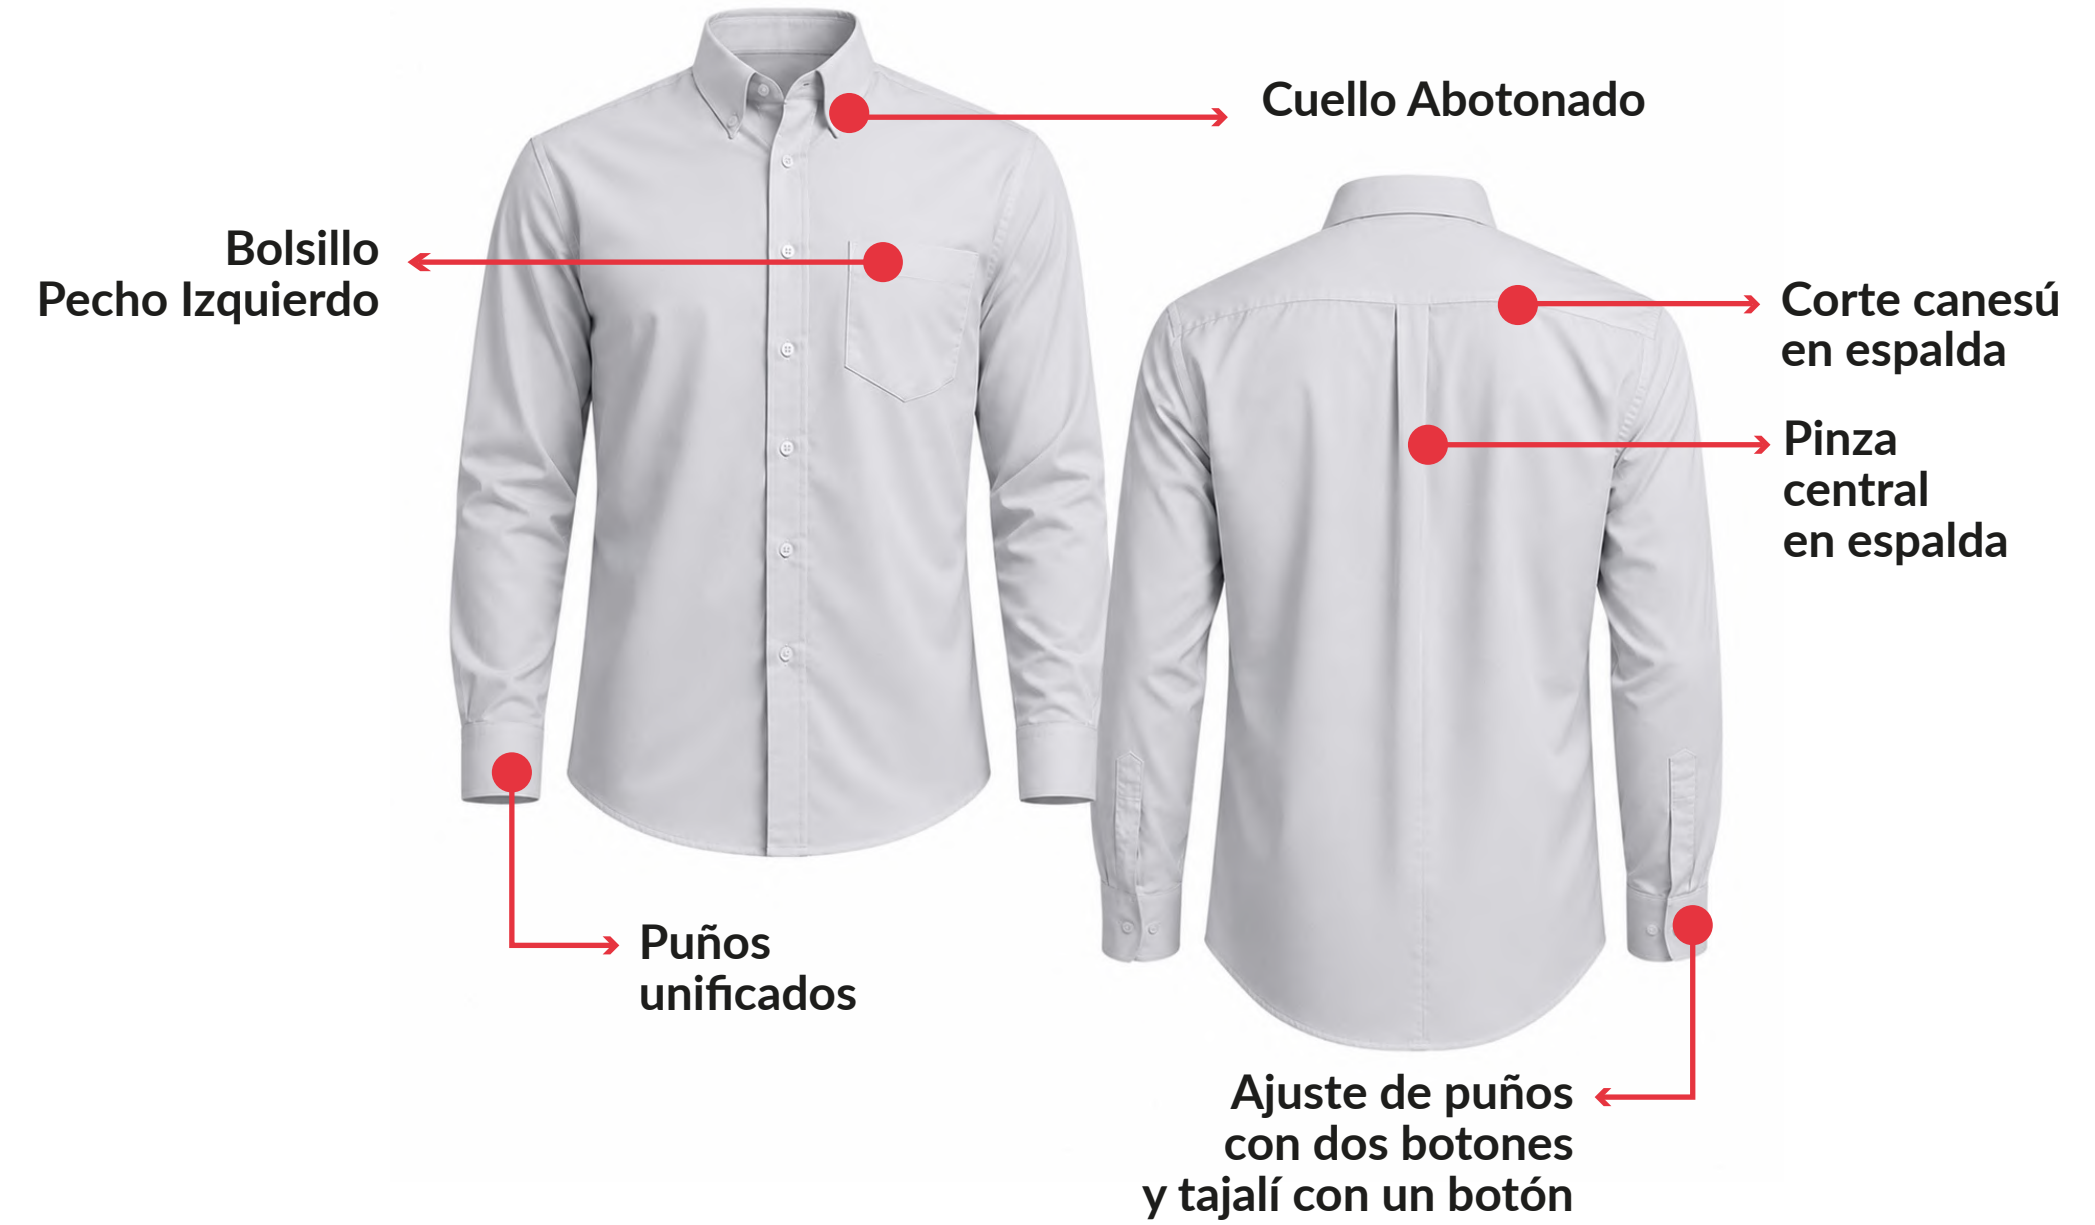 Cuello Abotonado
Bolsillo
Pecho Izquierdo
Corte canesú
en espalda
Pinza
central
en espalda
Puños
unificados
Ajuste de puños
con dos botones
y tajalí con un botón